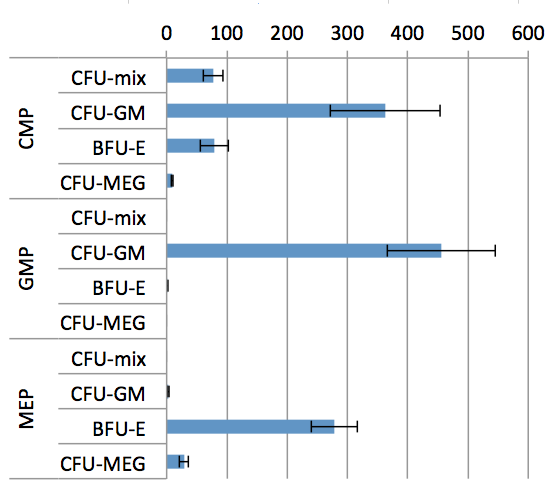 0 100 200 300 400 500 600
CMP
CFU-mix
CFU-GM
BFU-E
CFU-MEG
GMP
CFU-mix
CFU-GM
BFU-E
CFU-MEG
MEP
CFU-mix
CFU-GM
BFU-E
CFU-MEG